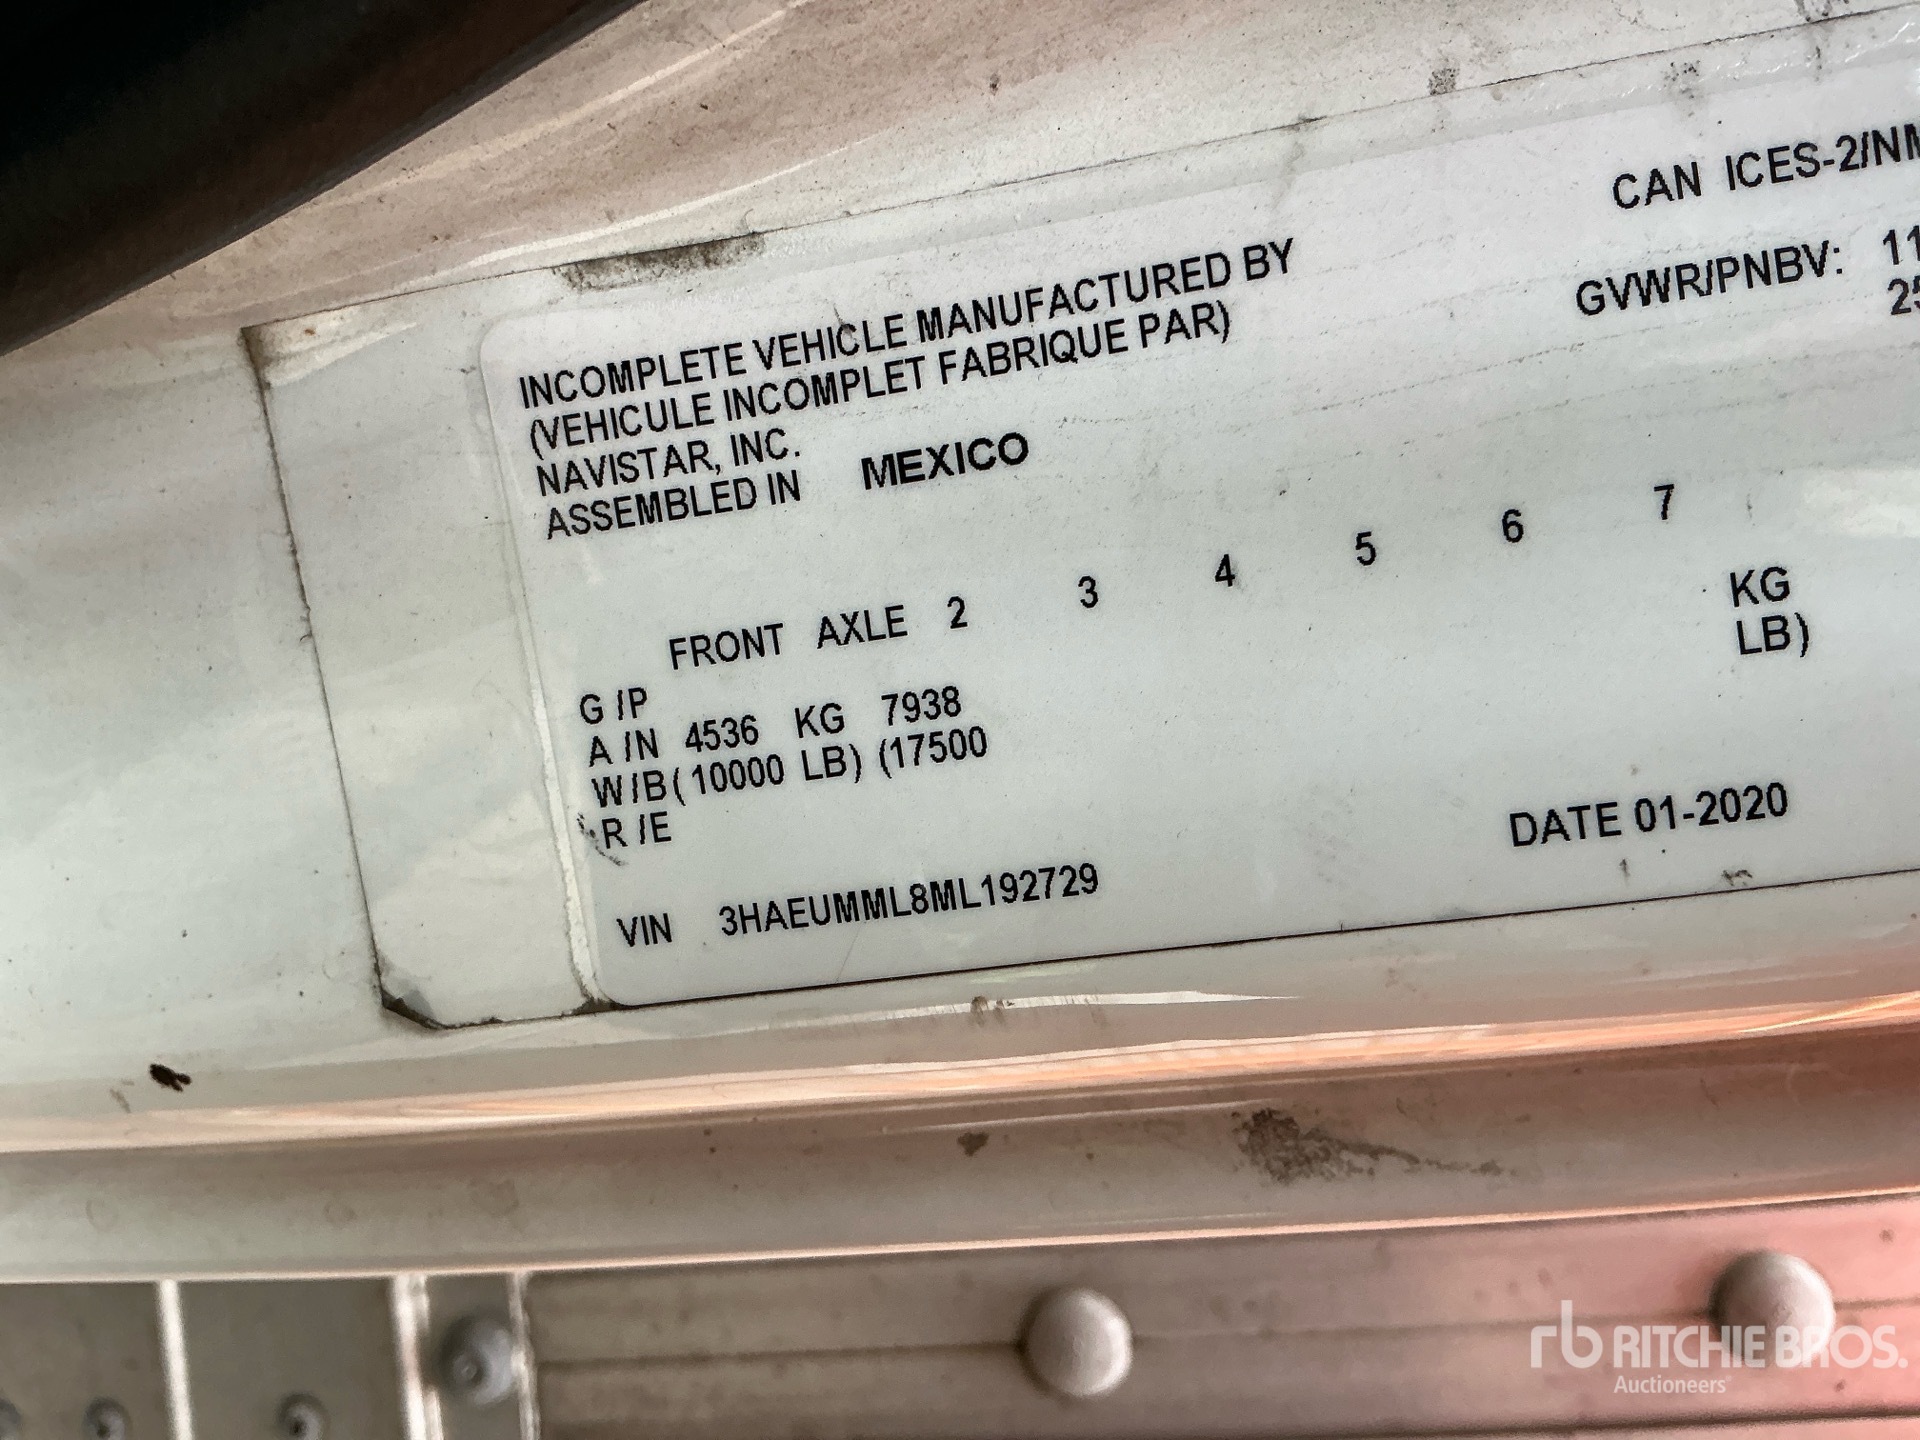 CAN ICES-2/NM
INCOMPLETE VEHICLE MANUFACTURED BY
(VEHICULE INCOMPLET FABRIQUE PAR)
NAVISTAR, INC.
ASSEMBLED IN MEXICO
GVWR/PNBV: 11
25
FRONT AXLE 2 3 4 5 6 7
G /P
A /N 4536 KG 7938 KG
W/B (10000 LB) (17500 LB)
R /E
DATE 01-2020
VIN 3HAEUMML8ML192729
rb RITCHIE BROS.
Auctioneers